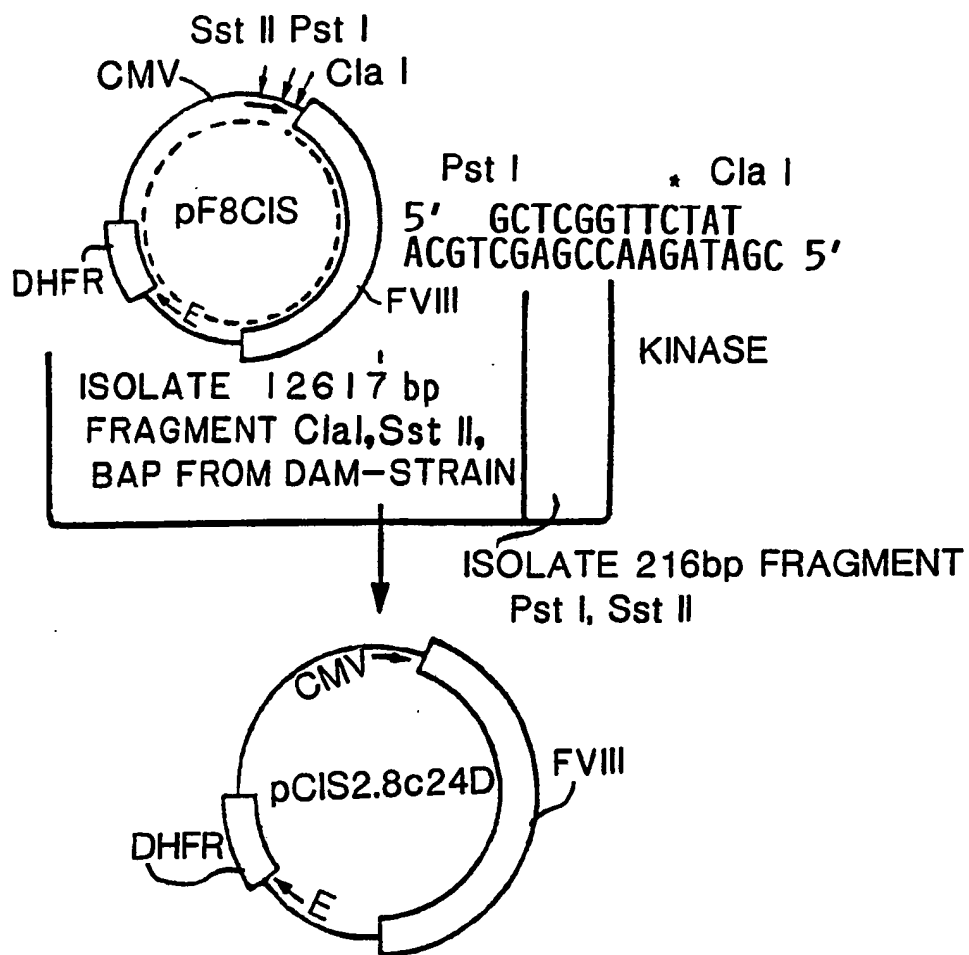 Sst II Pst I
CMV
Cla I
pF8CIS
DHFR
E
FVIII
Pst I * Cla I
5' GCTCGGTTCTAT
ACGTCGAGCCAAGATAGC 5'
KINASE
ISOLATE 12617 bp
FRAGMENT ClaI, Sst II,
BAP FROM DAM-STRAIN
ISOLATE 216bp FRAGMENT
Pst I, Sst II
CMV
pCIS2.8c24D
FVIII
DHFR
E